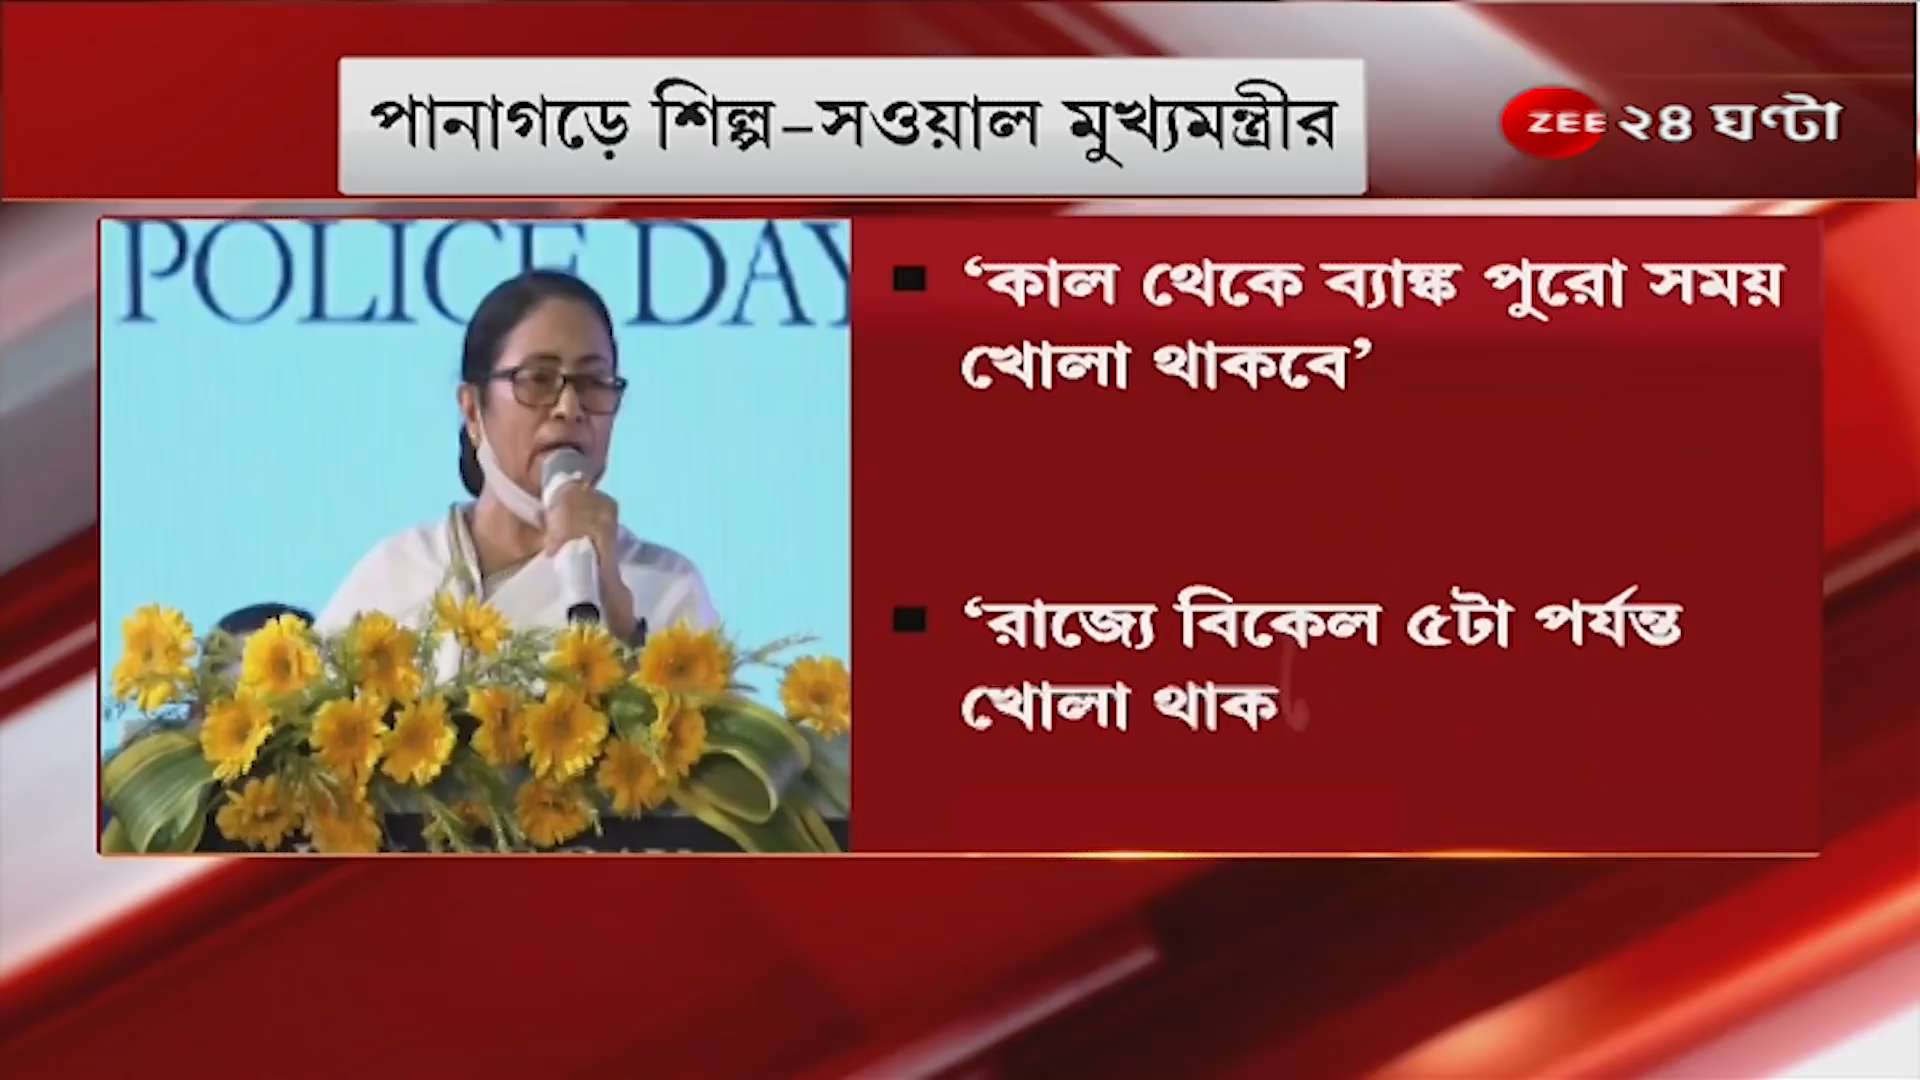 পানাগড়ে শিল্প-সওয়াল মুখ্যমন্ত্রীর
ZEE ২৪ ঘণ্টা
POLICE DAY
‘কাল থেকে ব্যাঙ্ক পুরো সময়
খোলা থাকবে’
‘রাজ্যে বিকেল ৫টা পর্যন্ত
খোলা থাক